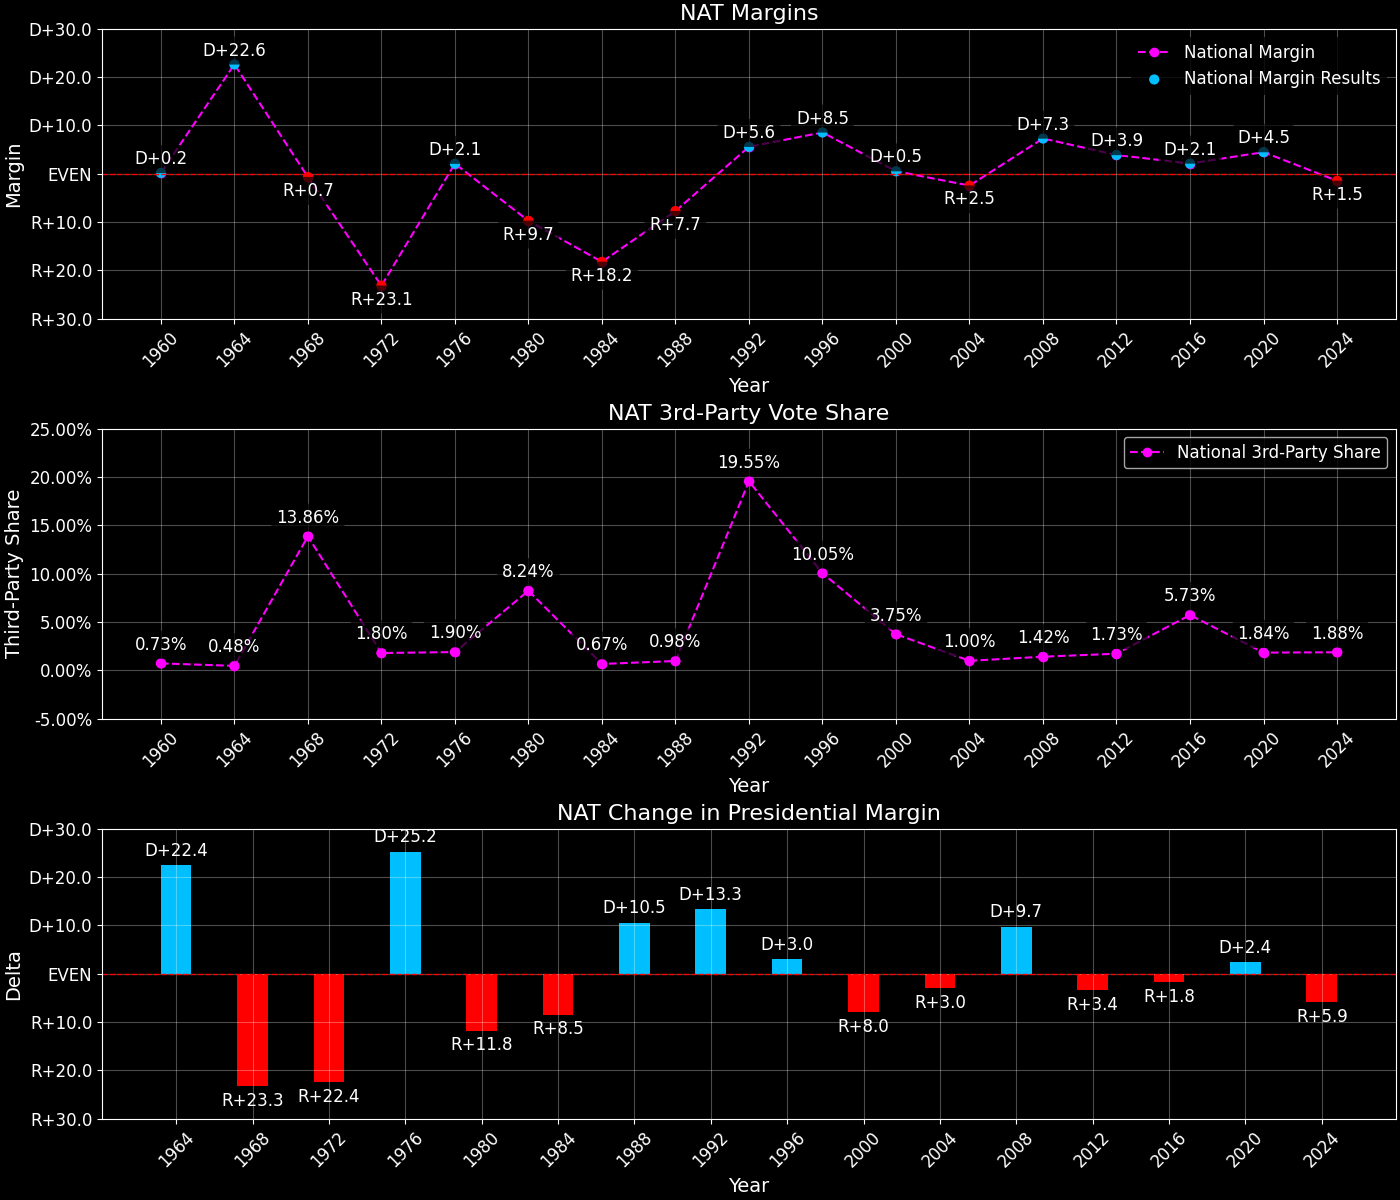 NAT Margins
D+30.0
D+20.0
D+10.0
EVEN
R+10.0
R+20.0
R+30.0
Margin
D+0.2
D+22.6
R+0.7
R+23.1
D+2.1
R+9.7
R+18.2
R+7.7
D+5.6
D+8.5
D+0.5
R+2.5
D+7.3
D+3.9
D+2.1
D+4.5
R+1.5
National Margin
National Margin Results
1960 1964 1968 1972 1976 1980 1984 1988 1992 1996 2000 2004 2008 2012 2016 2020 2024
Year
NAT 3rd-Party Vote Share
25.00%
20.00%
15.00%
10.00%
5.00%
0.00%
-5.00%
Third-Party Share
0.73%
0.48%
13.86%
1.80%
1.90%
8.24%
0.67%
0.98%
19.55%
10.05%
3.75%
1.00%
1.42%
1.73%
5.73%
1.84%
1.88%
National 3rd-Party Share
1960 1964 1968 1972 1976 1980 1984 1988 1992 1996 2000 2004 2008 2012 2016 2020 2024
Year
NAT Change in Presidential Margin
D+30.0
D+20.0
D+10.0
EVEN
R+10.0
R+20.0
R+30.0
Delta
D+22.4
R+23.3
R+22.4
D+25.2
R+11.8
R+8.5
D+10.5
D+13.3
D+3.0
R+8.0
R+3.0
D+9.7
R+3.4
R+1.8
D+2.4
R+5.9
1964 1968 1972 1976 1980 1984 1988 1992 1996 2000 2004 2008 2012 2016 2020 2024
Year